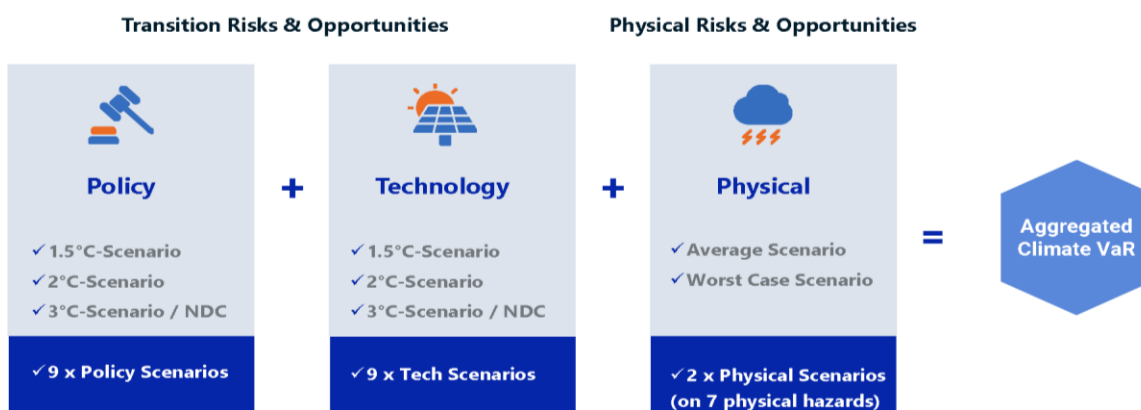 Transition Risks & Opportunities
Physical Risks & Opportunities
Policy
✓1.5°C-Scenario
✓2°C-Scenario
✓3°C-Scenario / NDC
✓9 x Policy Scenarios
+
Technology
✓1.5°C-Scenario
✓2°C-Scenario
✓3°C-Scenario / NDC
✓9 x Tech Scenarios
+
Physical
✓Average Scenario
✓Worst Case Scenario
✓2 x Physical Scenarios
(on 7 physical hazards)
=
Aggregated
Climate VaR